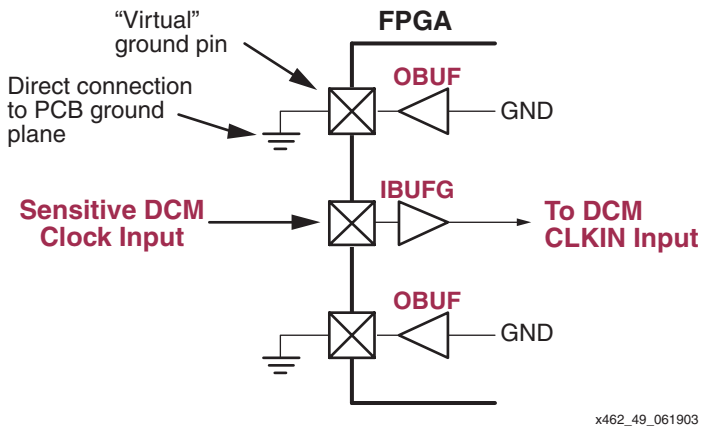 “Virtual”
ground pin
FPGA
Direct connection
to PCB ground
plane
OBUF
GND
IBUFG
Sensitive DCM
Clock Input
To DCM
CLKIN Input
OBUF
GND
x462_49_061903